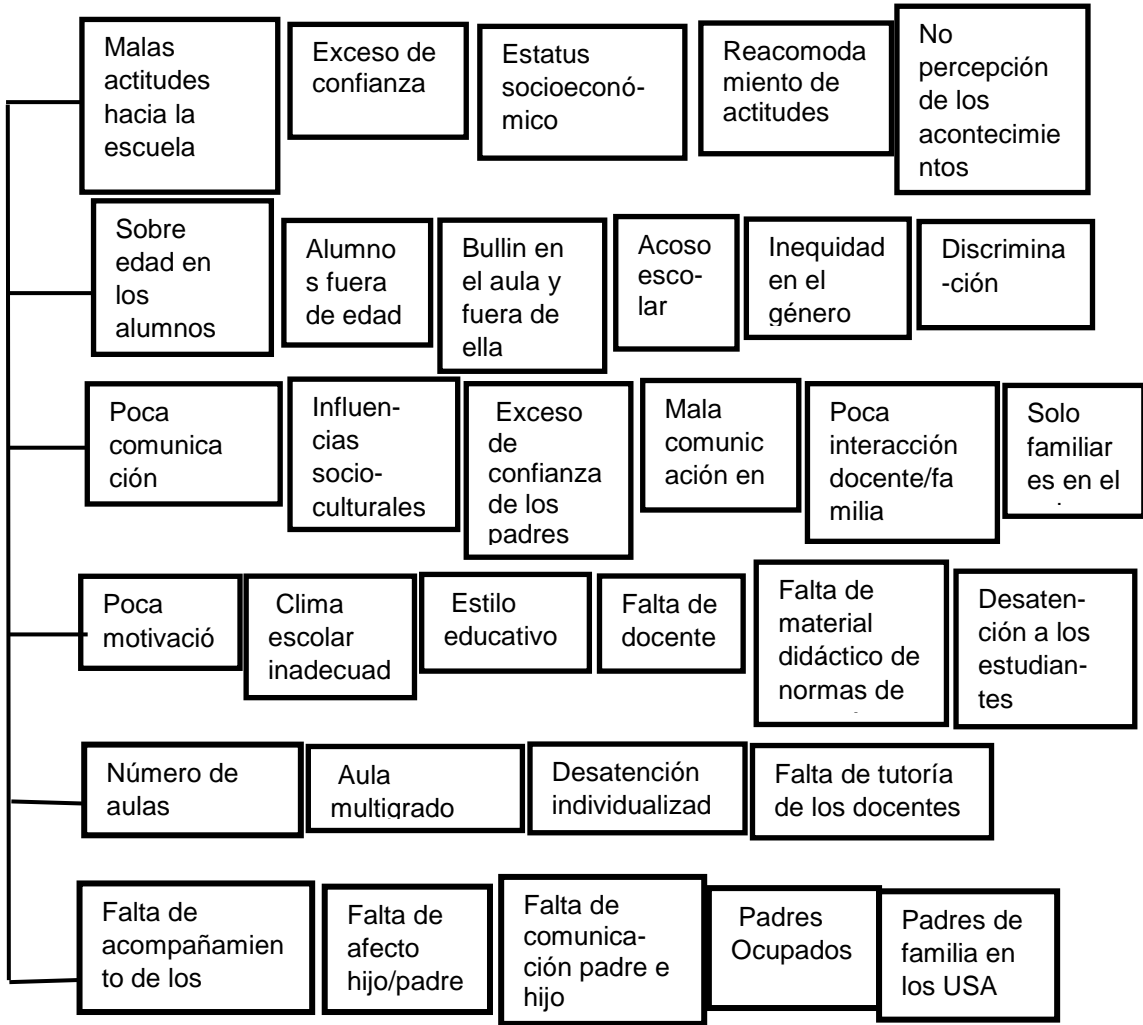 Malas
actitudes
hacia la
escuela
Exceso de
confianza
Estatus
socioeconó-
mico
Reacomoda
miento de
actitudes
No
percepción
de los
acontecimie
ntos
Sobre
edad en
los
alumnos
Alumno
s fuera
de edad
Bullin en
el aula y
fuera de
ella
Acoso
esco-
lar
Inequidad
en el
género
Discrimina
-ción
Poca
comunica
ción
Influen-
cias
socio-
culturales
Exceso
de
confianza
de los
padres
Mala
comunic
ación en
Poca
interacción
docente/fa
milia
Solo
familiar
es en el
Poca
motivació
Clima
escolar
inadecuad
Estilo
educativo
Falta de
docente
Falta de
material
didáctico de
normas de
Desaten-
ción a los
estudian-
tes
Número de
aulas
Aula
multigrado
Desatención
individualizad
Falta de tutoría
de los docentes
Falta de
acompañamien
to de los
Falta de
afecto
hijo/padre
Falta de
comunica-
ción padre e
hijo
Padres
Ocupados
Padres de
familia en
los USA